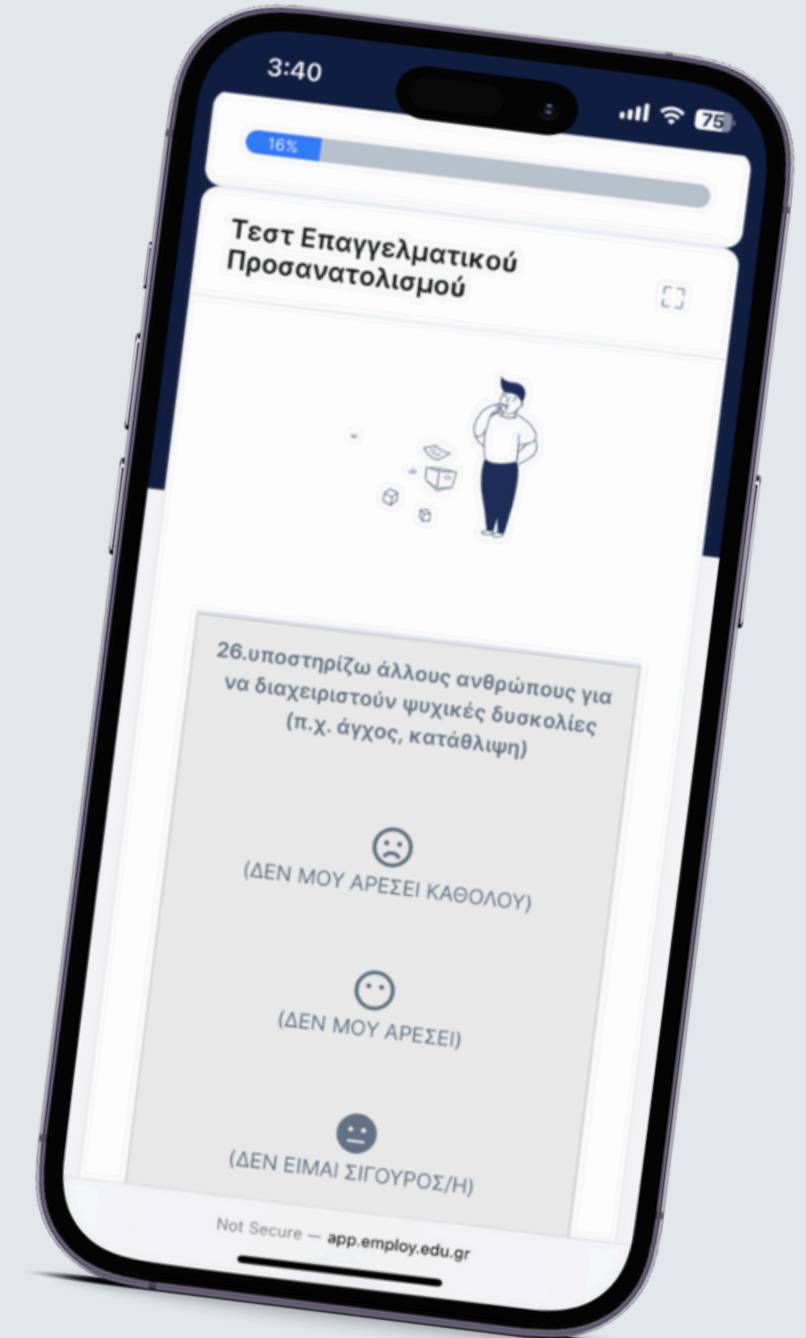 3:40
75
16%
Τεστ Επαγγελματικού
Προσανατολισμού
26.υποστηρίζω άλλους ανθρώπους για
να διαχειριστούν ψυχικές δυσκολίες
(π.χ. άγχος, κατάθλιψη)
(ΔΕΝ ΜΟΥ ΑΡΕΣΕΙ ΚΑΘΟΛΟΥ)
(ΔΕΝ ΜΟΥ ΑΡΕΣΕΙ)
(ΔΕΝ ΕΙΜΑΙ ΣΙΓΟΥΡΟΣ/Η)
Not Secure — app.employ.edu.gr